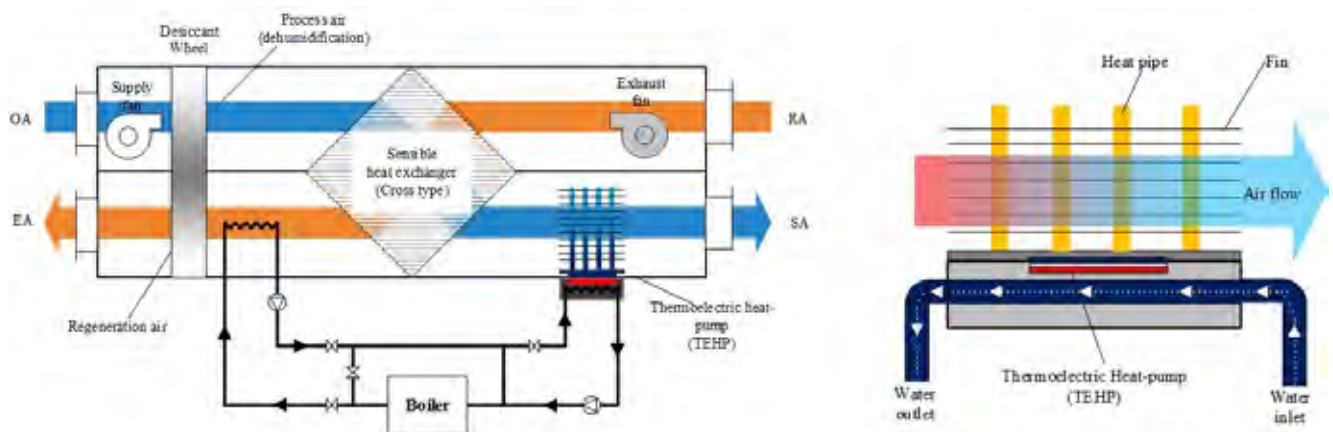 Desiccant
Wheel
Process air
(dehumidification)
Supply
fan
Exhaust
fan
OA
RA
Sensible
heat exchanger
(Cross type)
EA
SA
Regeneration air
Thermoelectric heat-
pump
(TEHP)
Boiler
Heat pipe
Fin
Air flow
Thermoelectric Heat-pump
(TEHP)
Water
outlet
Water
inlet